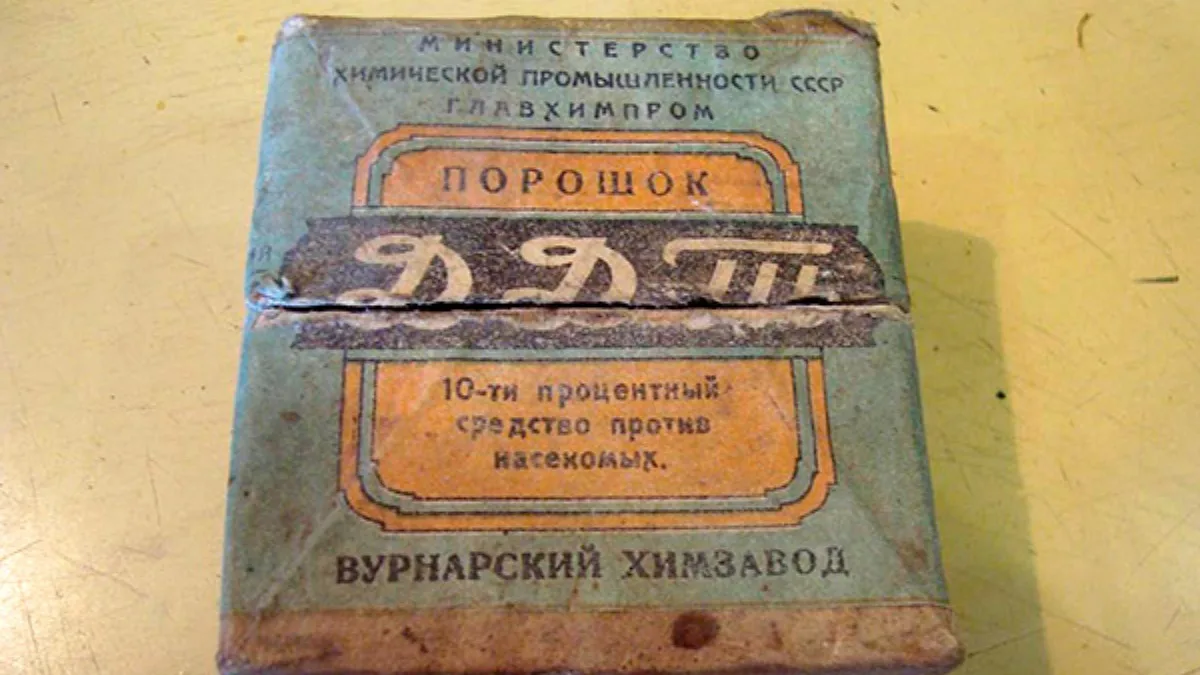 МИНИСТЕРСТВО
ХИМИЧЕСКОЙ ПРОМЫШЛЕННОСТИ СССР
ГЛАВХИМПРОМ
ПОРОШОК
ДДТ
10-ти процентный
средство против
насекомых.
ВУРНАРСКИЙ ХИМЗАВОД